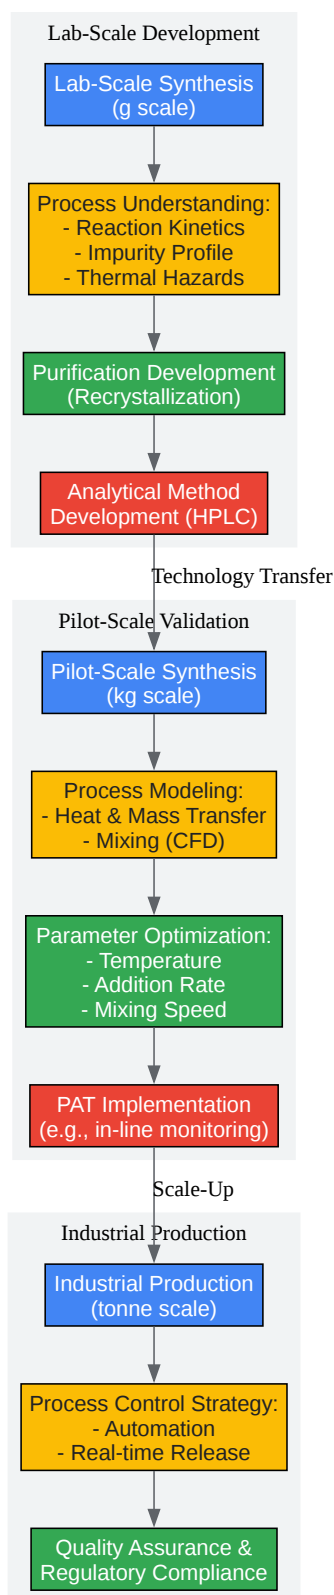 Lab-Scale Development
Lab-Scale Synthesis
(g scale)
Process Understanding:
- Reaction Kinetics
- Impurity Profile
- Thermal Hazards
Purification Development
(Recrystallization)
Analytical Method
Development (HPLC)
Technology Transfer
Pilot-Scale Validation
Pilot-Scale Synthesis
(kg scale)
Process Modeling:
- Heat & Mass Transfer
- Mixing (CFD)
Parameter Optimization:
- Temperature
- Addition Rate
- Mixing Speed
PAT Implementation
(e.g., in-line monitoring)
Scale-Up
Industrial Production
Industrial Production
(tonne scale)
Process Control Strategy:
- Automation
- Real-time Release
Quality Assurance &
Regulatory Compliance